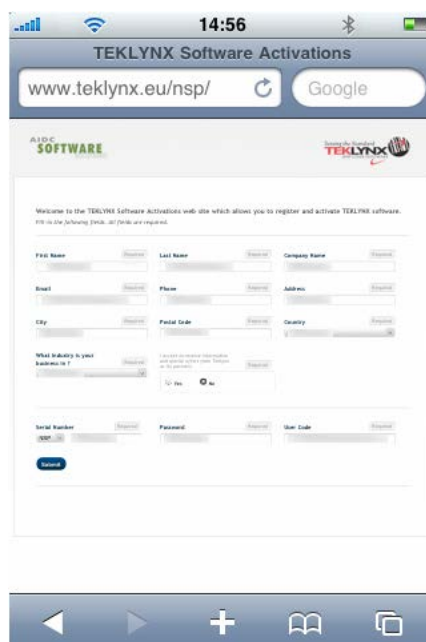 14:56
TEKLYNX Software Activations
www.teklynx.eu/nsp/ Google
AIDC
SOFTWARE
TEKLYNX
Welcome to the TEKLYNX Software Activations web site which allows you to register and activate TEKLYNX software.
Fill in the following fields. All fields are required.
First Name Required Last Name Required Company Name Required
Email Required Phone Required Address Required
City Required Postal Code Required Country Required
What industry is your
business in ? Required
Required
Yes No
Serial Number Required Password Required User Code Required
NSP
Submit